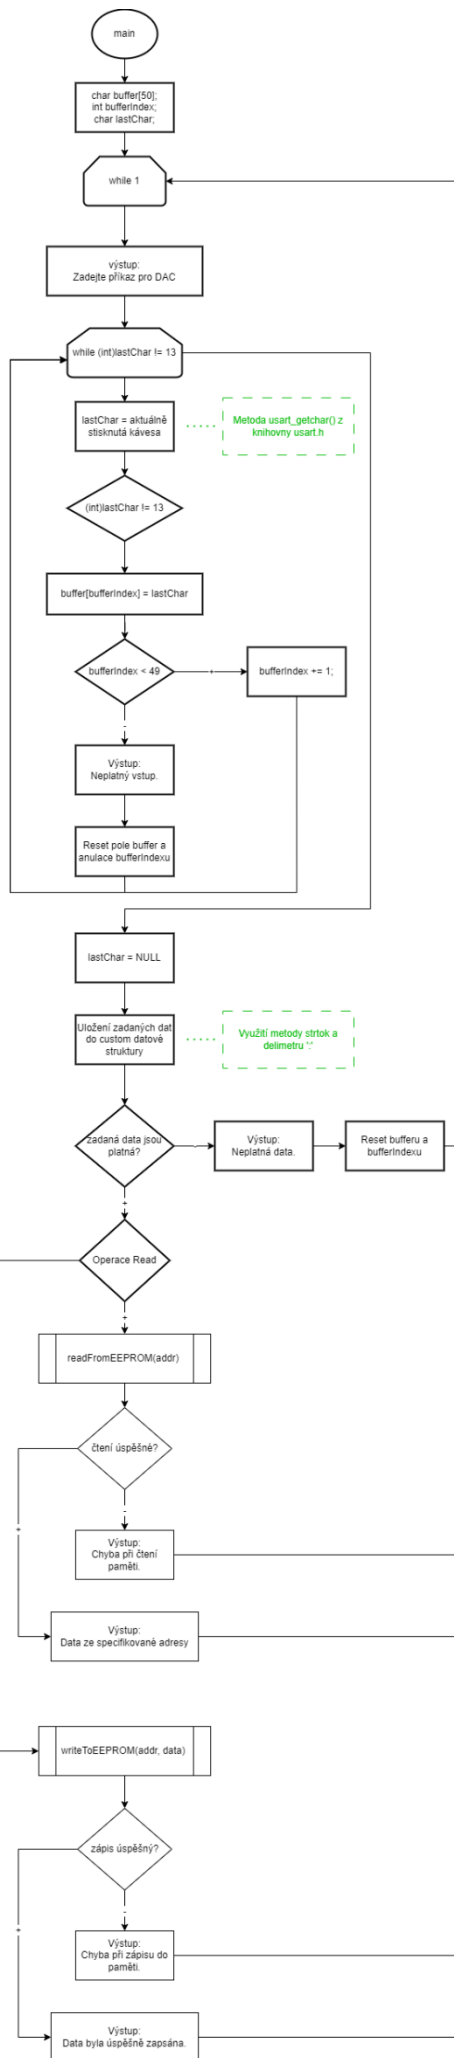 main
char buffer[50];
int bufferIndex;
char lastChar;
while 1
výstup:
Zadejte příkaz pro DAC
while (int)lastChar != 13
lastChar = aktuálně
stisknutá kávesa
Metoda usart_getchar() z
knihovny usart.h
(int)lastChar != 13
buffer[bufferIndex] = lastChar
bufferIndex < 49
+
bufferIndex += 1;
-
Výstup:
Neplatný vstup.
Reset pole buffer a
anulace bufferIndexu
lastChar = NULL
Uložení zadaných dat
do custom datové
struktury
Využití metody strtok a
delimetru ':'
zadaná data jsou
platná?
-
Výstup:
Neplatná data.
Reset bufferu a
bufferIndexu
+
Operace Read
+
readFromEEPROM(addr)
čtení úspěšné?
+
-
Výstup:
Chyba při čtení
paměti.
Výstup:
Data ze specifikované adresy
writeToEEPROM(addr, data)
zápis úspěšný?
+
-
Výstup:
Chyba při zápisu do
paměti.
Výstup:
Data byla úspěšně zapsána.